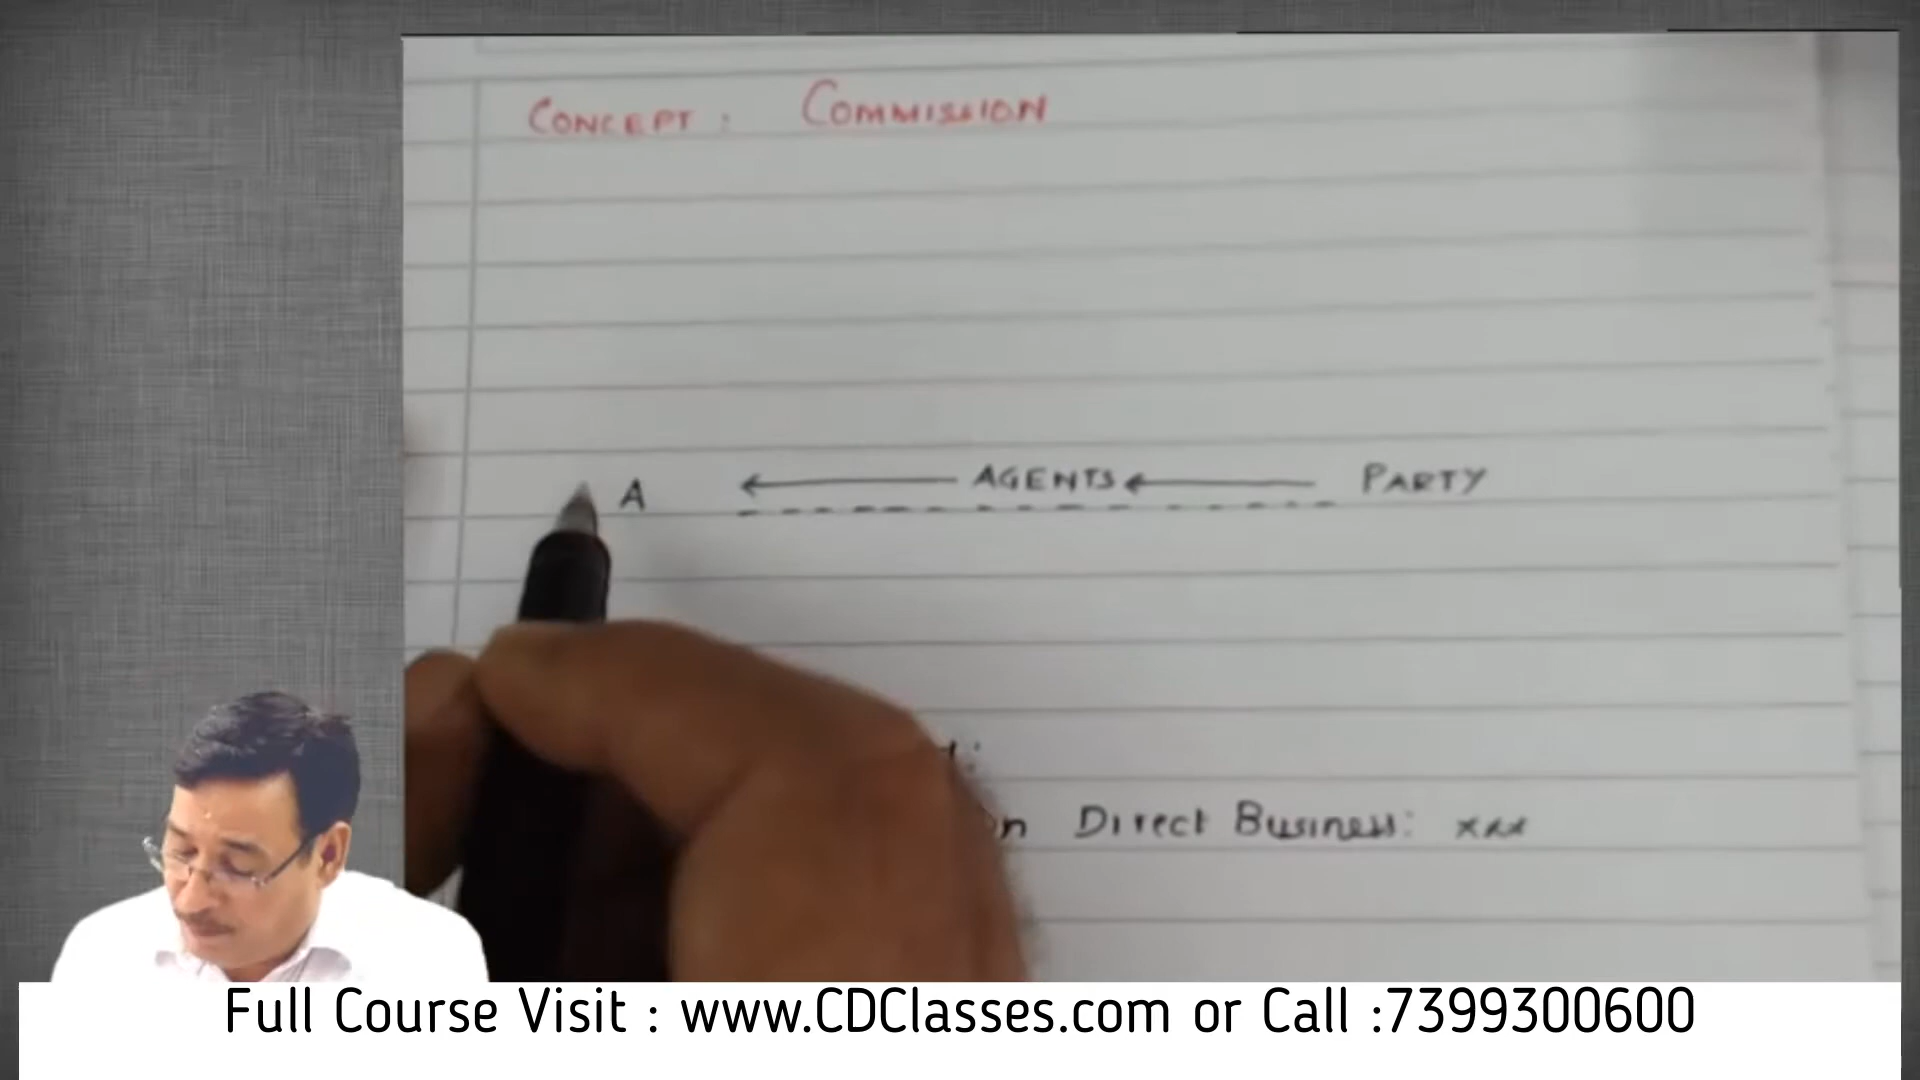 CONCEPT : COMMISSION
A AGENTS PARTY
Direct Business: xxx
Full Course Visit : www.CDClasses.com or Call :7399300600